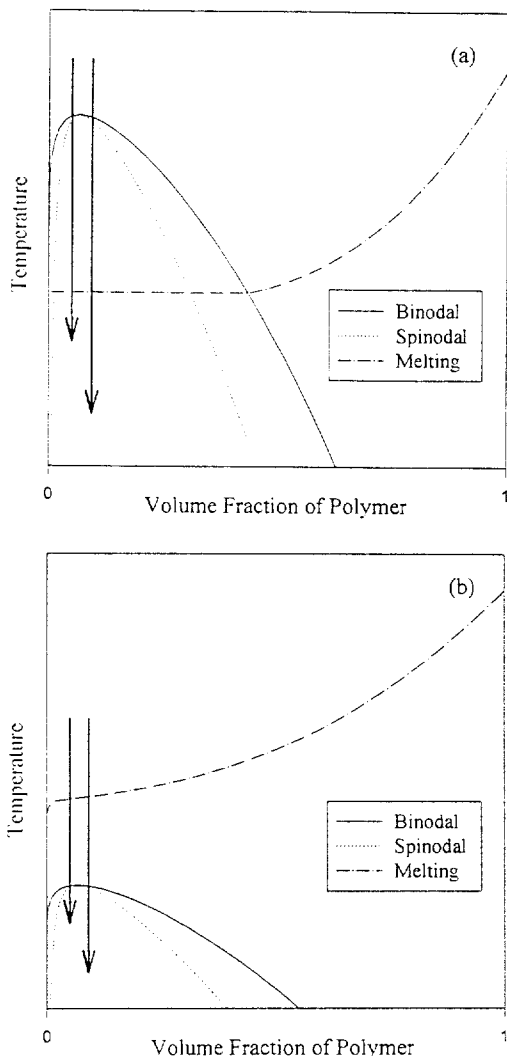 (a)
Temperature
Binodal
Spinodal
Melting
0
1
Volume Fraction of Polymer
(b)
Temperature
Binodal
Spinodal
Melting
0
1
Volume Fraction of Polymer